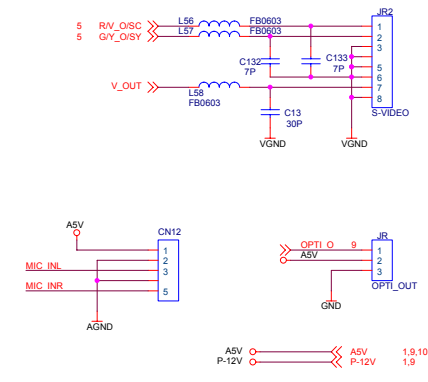 JR2
5 R/V_O/SC L56 FB0603 1
5 G/Y_O/SY L57 FB0603 2
3
C132 C133
7P 7P 5
6
V_OUT L58 7
FB0603 8
C13 S-VIDEO
30P
VGND VGND
CN12 JR
A5V
1 OPTI_O 9 1
2 A5V 2
MIC_INL 3 3
OPTI_OUT
MIC_INR 5
GND
AGND
A5V A5V 1,9,10
P-12V P-12V 1,9